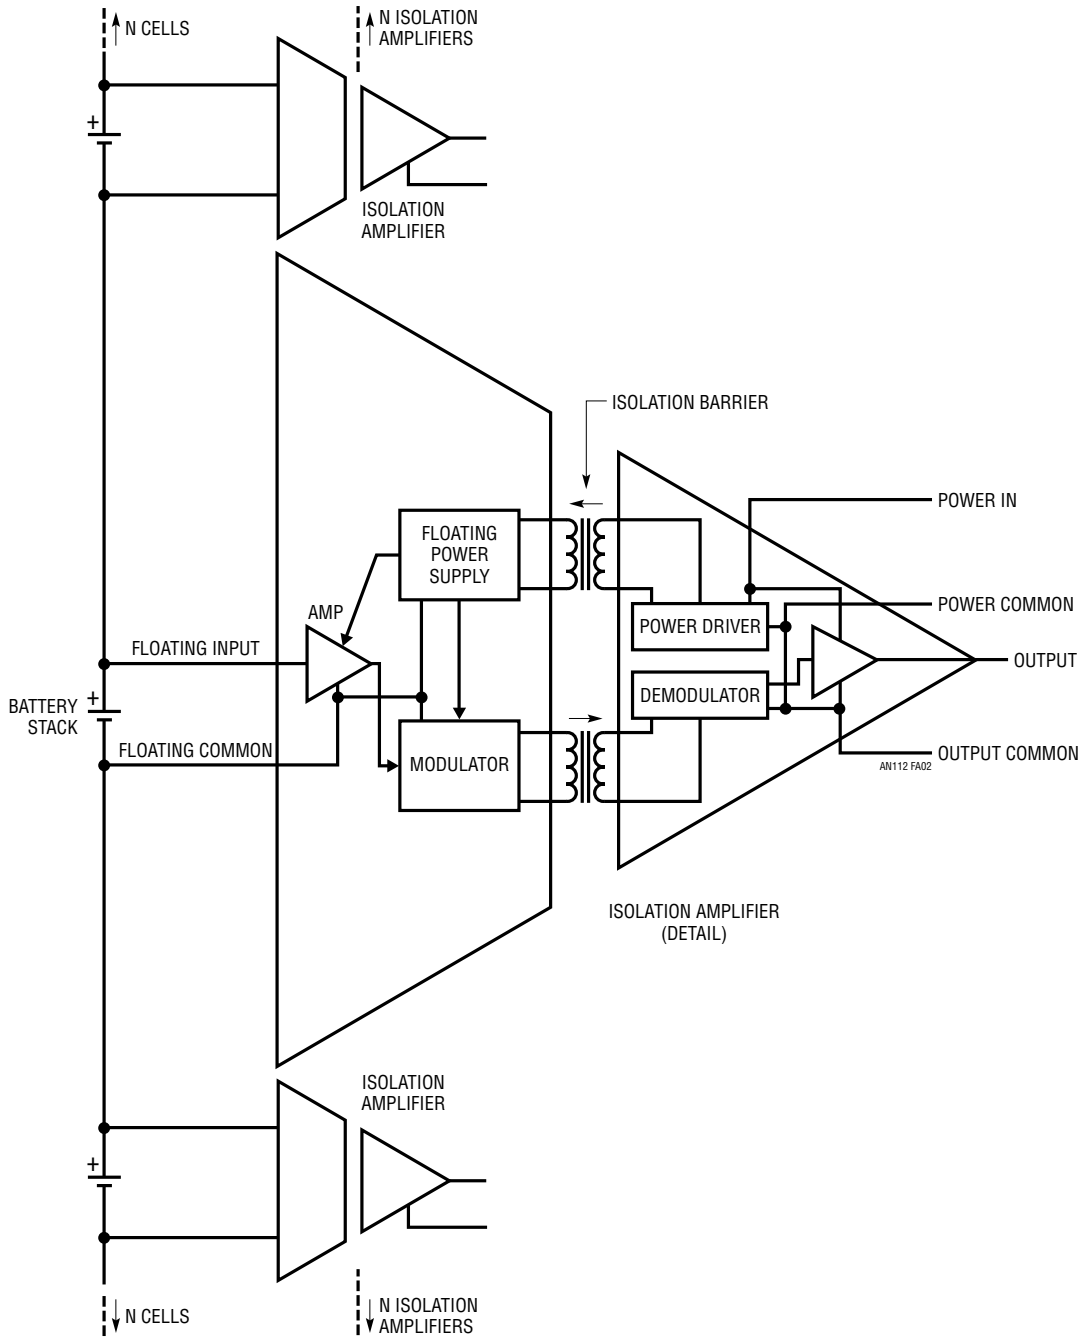 N CELLS
N ISOLATION
AMPLIFIERS
+
ISOLATION
AMPLIFIER
ISOLATION BARRIER
POWER IN
FLOATING
POWER
SUPPLY
AMP
POWER DRIVER
POWER COMMON
FLOATING INPUT
OUTPUT
+
BATTERY
STACK
DEMODULATOR
FLOATING COMMON
MODULATOR
OUTPUT COMMON
AN112 FA02
ISOLATION AMPLIFIER
(DETAIL)
ISOLATION
AMPLIFIER
+
N CELLS
N ISOLATION
AMPLIFIERS